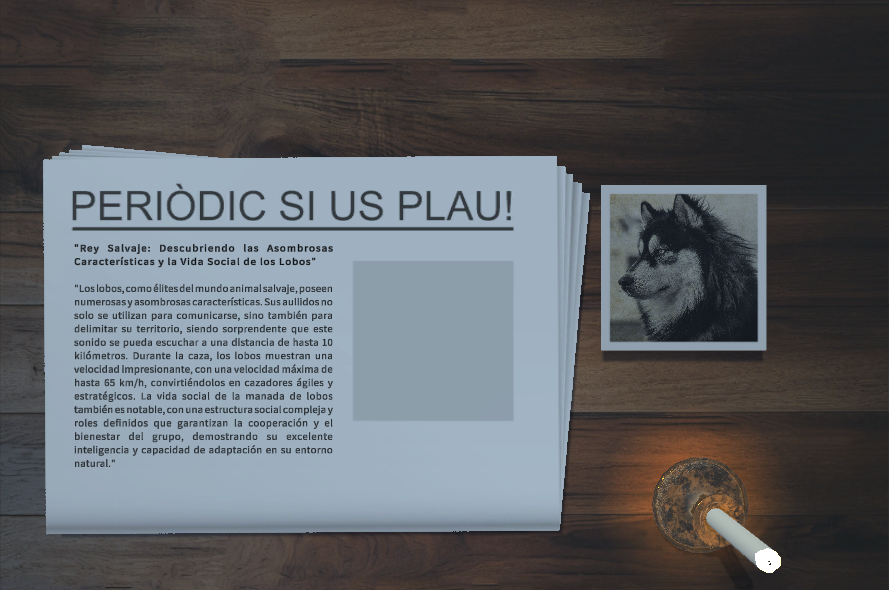 PERIÒDIC SI US PLAU!
"Rey Salvaje: Descubriendo las Asombrosas
Características y la Vida Social de los Lobos"
"Los lobos, como élites del mundo animal salvaje, poseen
numerosas y asombrosas características. Sus aullidos no
solo se utilizan para comunicarse, sino también para
delimitar su territorio, siendo sorprendente que este
sonido se pueda escuchar a una distancia de hasta 10
kilómetros. Durante la caza, los lobos muestran una
velocidad impresionante, con una velocidad máxima de
hasta 65 km/h, convirtiéndolos en cazadores ágiles y
estratégicos. La vida social de la manada de lobos
también es notable, con una estructura social compleja y
roles definidos que garantizan la cooperación y el
bienestar del grupo, demostrando su excelente
inteligencia y capacidad de adaptación en su entorno
natural."